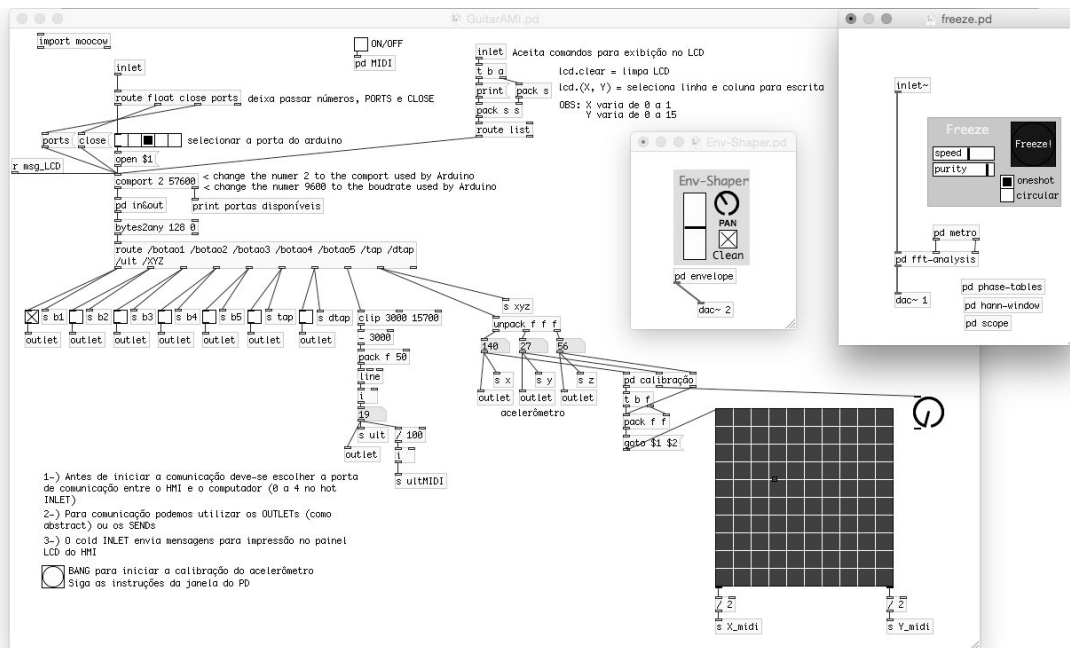 GuitarAMI.pd
import moocow
ON/OFF
pd MIDI
inlet
Aceita comandos para exibição no LCD
t b a
lcd.clear = limpa LCD
print
pack s
lcd.(X, Y) = seleciona linha e coluna para escrita
pack s s
OBS: X varia de 0 a 1
Y varia de 0 a 15
route list
inlet
route float close ports
deixa passar números, PORTS e CLOSE
ports
close
selecionar a porta do arduino
open $1
r msg_LCD
comport 2 57600
< change the numer 2 to the comport used by Arduino
< change the numer 9600 to the boudrate used by Arduino
pd in&out
print portas disponíveis
bytes2any 128 0
route /botao1 /botao2 /botao3 /botao4 /botao5 /tap /dtap
/ult /XYZ
s b1
s b2
s b3
s b4
s b5
s tap
s dtap
clip 3000 15700
outlet
outlet
outlet
outlet
outlet
outlet
outlet
- 3000
pack f 50
line
i
19
s ult
/ 100
outlet
i
s ultMIDI
s xyz
unpack f f f
140
27
56
s x
s y
s z
outlet
outlet
outlet
acelerômetro
pd calibração
t b f
pack f f
goto $1 $2
/ 2
/ 2
s X_midi
s Y_midi
1-) Antes de iniciar a comunicação deve-se escolher a porta
de comunicação entre o HMI e o computador (0 a 4 no hot
INLET)
2-) Para comunicação podemos utilizar os OUTLETs (como
abstract) ou os SENDs
3-) O cold INLET envia mensagens para impressão no painel
LCD do HMI
BANG para iniciar a calibração do acelerômetro
Siga as instruções da janela do PD
Env-Shaper.pd
Env-Shaper
PAN
Clean
pd envelope
dac~ 2
freeze.pd
inlet~
Freeze
Freeze!
speed
purity
oneshot
circular
pd metro
pd fft-analysis
dac~ 1
pd phase-tables
pd hann-window
pd scope